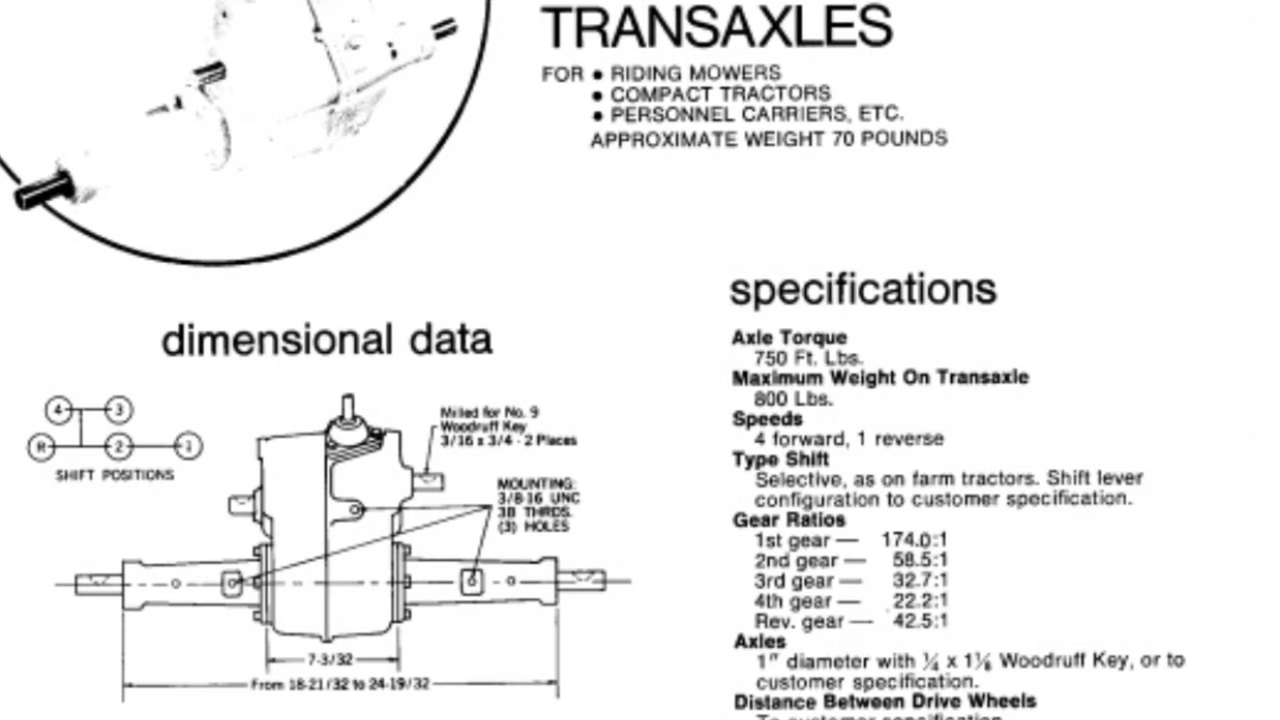 TRANSAXLES
FOR ● RIDING MOWERS
● COMPACT TRACTORS
● PERSONNEL CARRIERS, ETC.
APPROXIMATE WEIGHT 70 POUNDS
dimensional data
4 3
R 2 1
SHIFT POSITIONS
Milled for No. 9
Woodruff Key
3/16 x 3/4 - 2 Places
MOUNTING:
3/8-16 UNC
3B THRDS.
(3) HOLES
7-3/32
From 18-21/32 to 24-19/32
specifications
Axle Torque
750 Ft. Lbs.
Maximum Weight On Transaxle
800 Lbs.
Speeds
4 forward, 1 reverse
Type Shift
Selective, as on farm tractors. Shift lever
configuration to customer specification.
Gear Ratios
1st gear — 174.0:1
2nd gear — 58.5:1
3rd gear — 32.7:1
4th gear — 22.2:1
Rev. gear — 42.5:1
Axles
1" diameter with ¼ x 1⅛ Woodruff Key, or to
customer specification.
Distance Between Drive Wheels
To customer specification